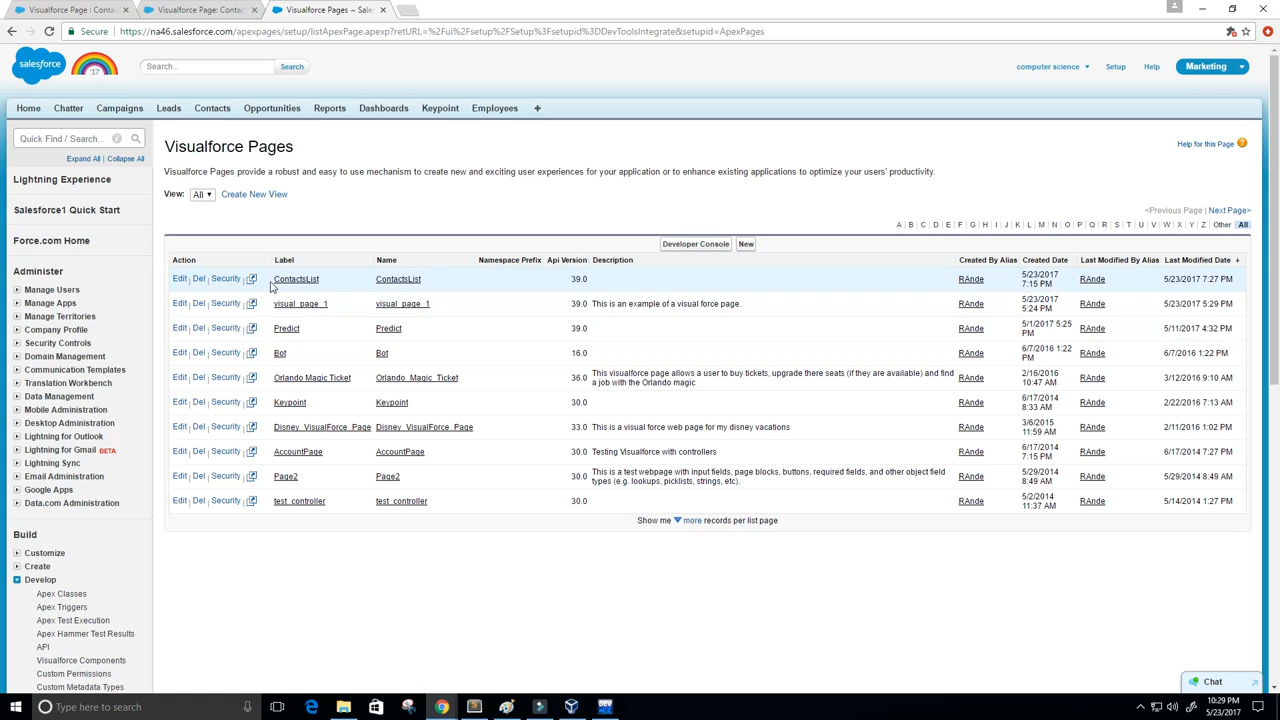 Visualforce Page : Conta
Visualforce Page: Contac
Visualforce Pages ~ Sales
Secure
https://na46.salesforce.com/apexpages/setup/listApexPage.apexp?retURL=%2Fui%2Fsetup%2FSetup%3Fsetupid%3DDevToolsIntegrate&setupid=ApexPages
salesforce
'17
Search...
Search
computer science
Setup
Help
Marketing
Home
Chatter
Campaigns
Leads
Contacts
Opportunities
Reports
Dashboards
Keypoint
Employees
+
Quick Find / Search...
Expand All | Collapse All
Lightning Experience
Salesforce1 Quick Start
Force.com Home
Administer
Manage Users
Manage Apps
Manage Territories
Company Profile
Security Controls
Domain Management
Communication Templates
Translation Workbench
Data Management
Mobile Administration
Desktop Administration
Lightning for Outlook
Lightning for Gmail BETA
Lightning Sync
Email Administration
Google Apps
Data.com Administration
Build
Customize
Create
Develop
Apex Classes
Apex Triggers
Apex Test Execution
Apex Hammer Test Results
API
Visualforce Components
Custom Permissions
Custom Metadata Types
Visualforce Pages
Help for this Page
Visualforce Pages provide a robust and easy to use mechanism to create new and exciting user experiences for your application or to enhance existing applications to optimize your users' productivity.
View: All Create New View
<Previous Page | Next Page>
A | B | C | D | E | F | G | H | I | J | K | L | M | N | O | P | Q | R | S | T | U | V | W | X | Y | Z | Other | All
Developer Console New
Action Label Name Namespace Prefix Api Version Description Created By Alias Created Date Last Modified By Alias Last Modified Date
Edit | Del | Security | ContactsList ContactsList 39.0 RAnde 5/23/2017 7:15 PM RAnde 5/23/2017 7:27 PM
Edit | Del | Security | visual_page_1 visual_page_1 39.0 This is an example of a visual force page. RAnde 5/23/2017 5:24 PM RAnde 5/23/2017 5:29 PM
Edit | Del | Security | Predict Predict 39.0 RAnde 5/1/2017 5:25 PM RAnde 5/11/2017 4:32 PM
Edit | Del | Security | Bot Bot 16.0 RAnde 6/7/2016 1:22 PM RAnde 6/7/2016 1:22 PM
Edit | Del | Security | Orlando Magic Ticket Orlando_Magic_Ticket 36.0 This visualforce page allows a user to buy tickets, upgrade there seats (if they are available) and find a job with the Orlando magic RAnde 2/16/2016 10:47 AM RAnde 3/12/2016 9:10 AM
Edit | Del | Security | Keypoint Keypoint 30.0 RAnde 6/17/2014 8:33 AM RAnde 2/22/2016 7:13 AM
Edit | Del | Security | Disney_VisualForce_Page Disney_VisualForce_Page 33.0 This is a visual force web page for my disney vacations RAnde 3/6/2015 11:59 AM RAnde 2/11/2016 1:02 PM
Edit | Del | Security | AccountPage AccountPage 30.0 Testing Visualforce with controllers RAnde 6/17/2014 7:15 PM RAnde 6/17/2014 7:27 PM
Edit | Del | Security | Page2 Page2 30.0 This is a test webpage with input fields, page blocks, buttons, required fields, and other object field types (e.g. lookups, picklists, strings, etc). RAnde 5/29/2014 8:49 AM RAnde 5/29/2014 8:49 AM
Edit | Del | Security | test_controller test_controller 30.0 RAnde 5/2/2014 11:37 AM RAnde 5/14/2014 1:27 PM
Show me more records per list page
Chat
Type here to search
DEV
10:29 PM
5/23/2017